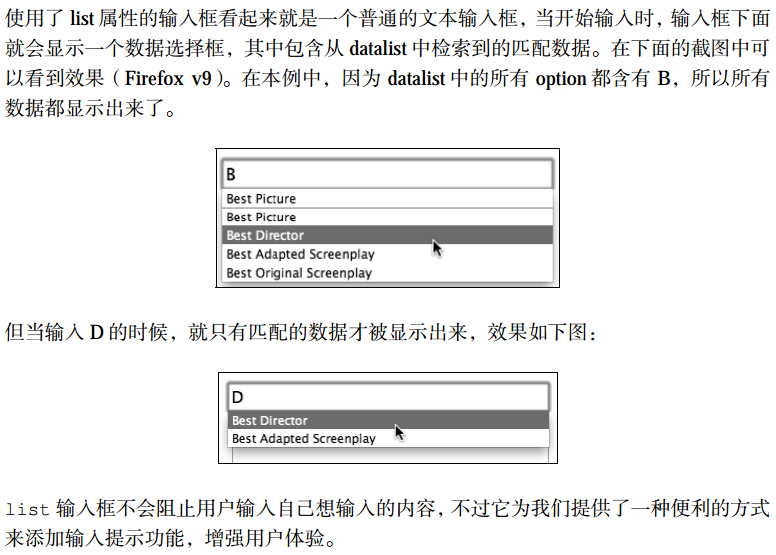 使用了 list 属性的输入框看起来就是一个普通的文本输入框，当开始输入时，输入框下面
就会显示一个数据选择框，其中包含从 datalist 中检索到的匹配数据。在下面的截图中可
以看到效果（Firefox v9）。在本例中，因为 datalist 中的所有 option 都含有 B，所以所有
数据都显示出来了。
B
Best Picture
Best Picture
Best Director
Best Adapted Screenplay
Best Original Screenplay
但当输入 D 的时候，就只有匹配的数据才被显示出来，效果如下图：
D
Best Director
Best Adapted Screenplay
list 输入框不会阻止用户输入自己想输入的内容，不过它为我们提供了一种便利的方式
来添加输入提示功能，增强用户体验。